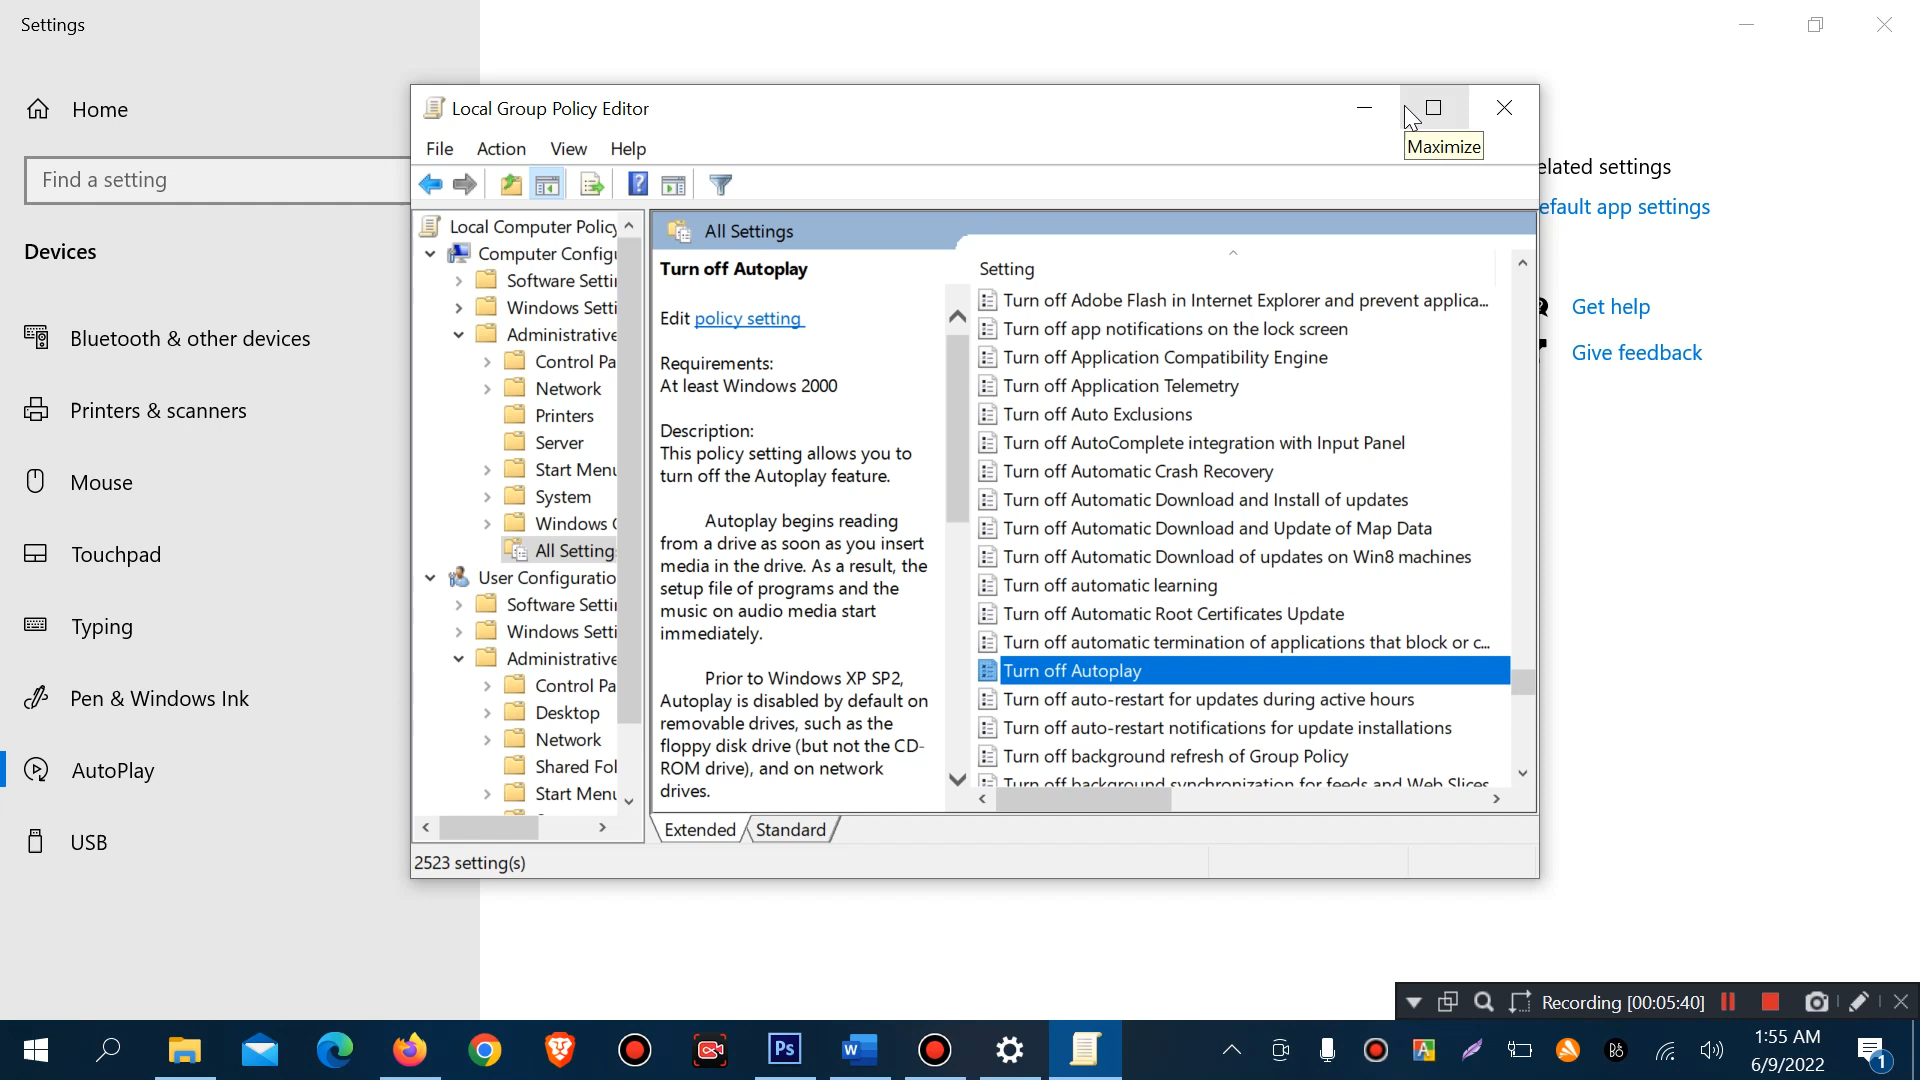 Settings
Home
Find a setting
Devices
Bluetooth & other devices
Printers & scanners
Mouse
Touchpad
Typing
Pen & Windows Ink
AutoPlay
USB
Local Group Policy Editor
Maximize
File Action View Help
Local Computer Policy
Computer Configu
Software Setti
Windows Setti
Administrative
Control Pa
Network
Printers
Server
Start Menu
System
Windows C
All Setting
User Configuratio
Software Setti
Windows Setti
Administrative
Control Pa
Desktop
Network
Shared Fol
Start Menu
All Settings
Turn off Autoplay
Edit policy setting
Requirements:
At least Windows 2000
Description:
This policy setting allows you to
turn off the Autoplay feature.
Autoplay begins reading
from a drive as soon as you insert
media in the drive. As a result, the
setup file of programs and the
music on audio media start
immediately.
Prior to Windows XP SP2,
Autoplay is disabled by default on
removable drives, such as the
floppy disk drive (but not the CD-
ROM drive), and on network
drives.
Setting
Turn off Adobe Flash in Internet Explorer and prevent applica...
Turn off app notifications on the lock screen
Turn off Application Compatibility Engine
Turn off Application Telemetry
Turn off Auto Exclusions
Turn off AutoComplete integration with Input Panel
Turn off Automatic Crash Recovery
Turn off Automatic Download and Install of updates
Turn off Automatic Download and Update of Map Data
Turn off Automatic Download of updates on Win8 machines
Turn off automatic learning
Turn off Automatic Root Certificates Update
Turn off automatic termination of applications that block or c...
Turn off Autoplay
Turn off auto-restart for updates during active hours
Turn off auto-restart notifications for update installations
Turn off background refresh of Group Policy
Turn off background synchronization for feeds and Web Slices
Extended Standard
2523 setting(s)
elated settings
efault app settings
Get help
Give feedback
Recording [00:05:40]
Ps
W
A
1:55 AM
6/9/2022
1